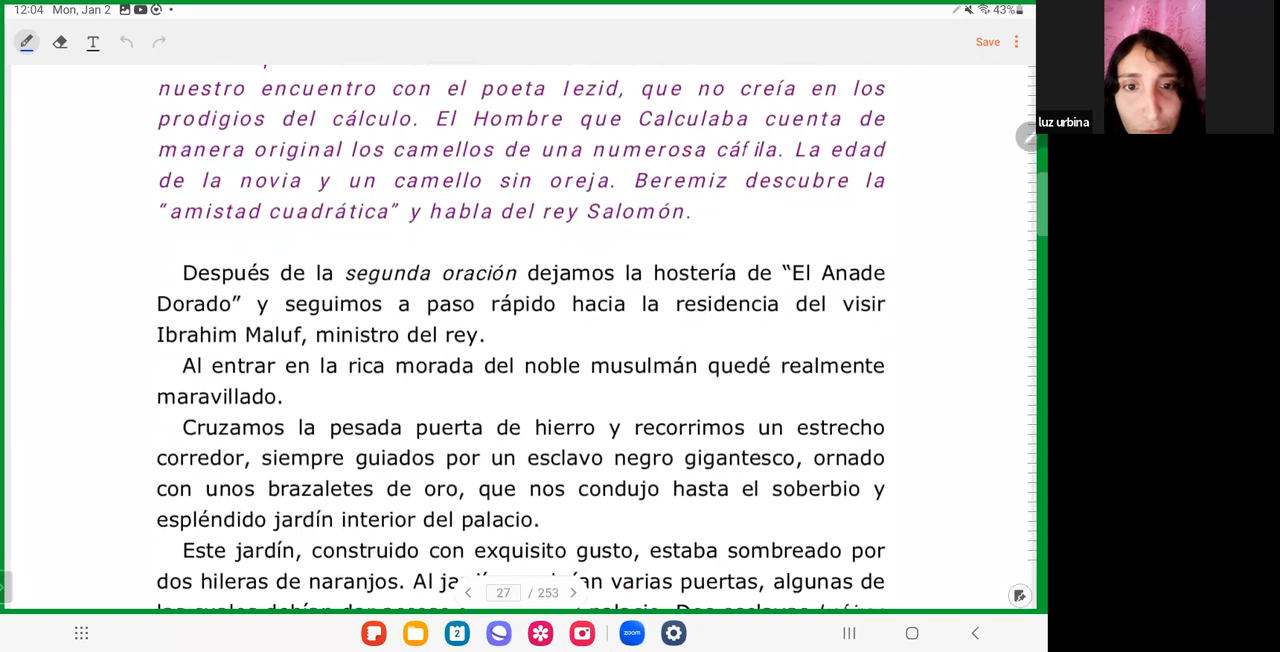 12:04 Mon, Jan 2
43%
T
Save
nuestro encuentro con el poeta Iezid, que no creía en los
prodigios del cálculo. El Hombre que Calculaba cuenta de
manera original los camellos de una numerosa cáfila. La edad
de la novia y un camello sin oreja. Beremiz descubre la
“amistad cuadrática” y habla del rey Salomón.
Después de la segunda oración dejamos la hostería de “El Anade
Dorado” y seguimos a paso rápido hacia la residencia del visir
Ibrahim Maluf, ministro del rey.
Al entrar en la rica morada del noble musulmán quedé realmente
maravillado.
Cruzamos la pesada puerta de hierro y recorrimos un estrecho
corredor, siempre guiados por un esclavo negro gigantesco, ornado
con unos brazaletes de oro, que nos condujo hasta el soberbio y
espléndido jardín interior del palacio.
Este jardín, construido con exquisito gusto, estaba sombreado por
dos hileras de naranjos. Al varias puertas, algunas de
27 / 253
luz urbina
2
zoom